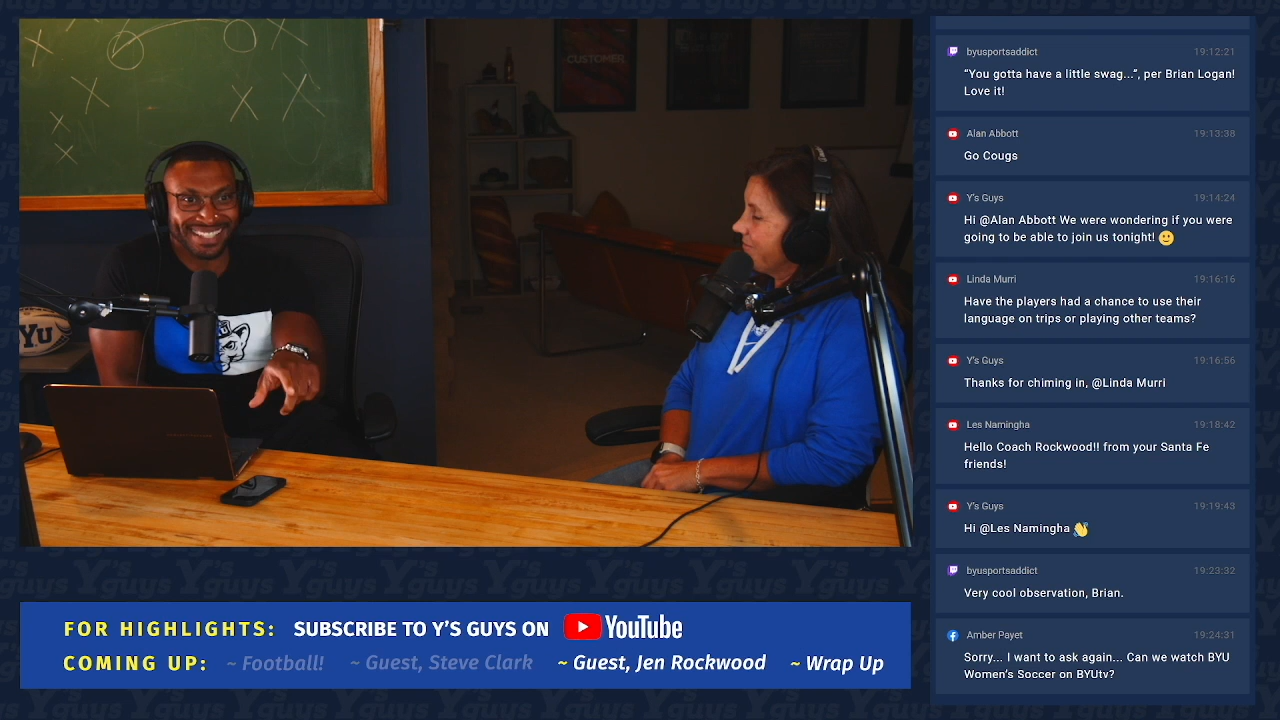 CUSTOMER
YU
byusportsaddict 19:12:21
“You gotta have a little swag...”, per Brian Logan!
Love it!
Alan Abbott 19:13:38
Go Cougs
Y's Guys 19:14:24
Hi @Alan Abbott We were wondering if you were
going to be able to join us tonight! 🙂
Linda Murri 19:16:16
Have the players had a chance to use their
language on trips or playing other teams?
Y's Guys 19:16:56
Thanks for chiming in, @Linda Murri
Les Namingha 19:18:42
Hello Coach Rockwood!! from your Santa Fe
friends!
Y's Guys 19:19:43
Hi @Les Namingha 👋
byusportsaddict 19:23:32
Very cool observation, Brian.
Amber Payet 19:24:31
Sorry... I want to ask again... Can we watch BYU
Women's Soccer on BYUtv?
FOR HIGHLIGHTS: SUBSCRIBE TO Y'S GUYS ON YouTube
COMING UP: ~ Football! ~ Guest, Steve Clark ~ Guest, Jen Rockwood ~ Wrap Up